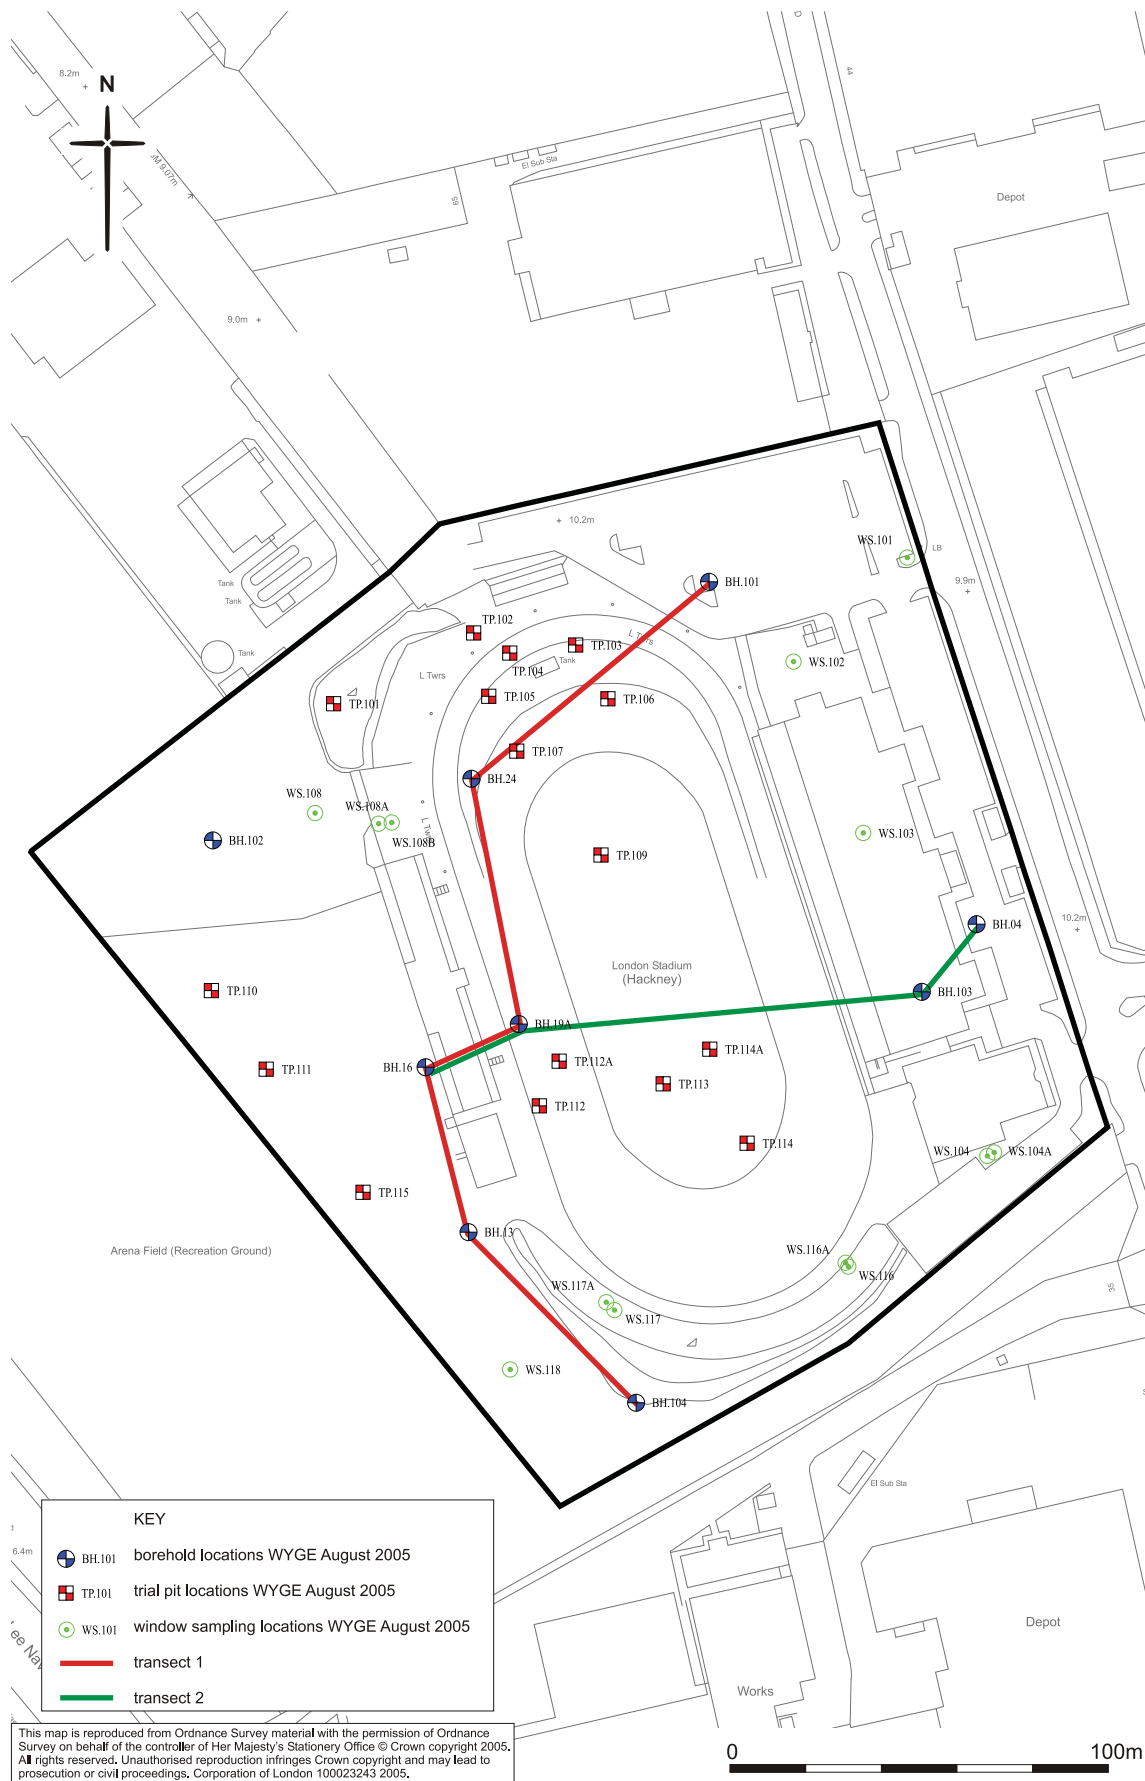 8.2m
N
BM 9.07m
9.0m
El Sub Sta
59
D
44
Depot
10.2m
WS.101
LB
9.9m
BH.101
TP.102
L Twrs
TP.103
TP.104
Tank
WS.102
Tank
Tank
Tank
L Twrs
TP.105
TP.106
TP.101
TP.107
BH.24
WS.108
WS.108A
WS.108B
L Twrs
BH.102
WS.103
TP.109
BH.04
10.2m
London Stadium
(Hackney)
TP.110
BH.103
BH.19A
BH.16
TP.111
TP.112A
TP.114A
TP.113
TP.112
TP.114
WS.104
WS.104A
TP.115
BH.13
Arena Field (Recreation Ground)
WS.116A
WS.116
WS.117A
WS.117
35
WS.118
BH.104
El Sub Sta
6.4m
Lee Nav
KEY
BH.101 borehold locations WYGE August 2005
TP.101 trial pit locations WYGE August 2005
WS.101 window sampling locations WYGE August 2005
transect 1
transect 2
Depot
Works
This map is reproduced from Ordnance Survey material with the permission of Ordnance
Survey on behalf of the controller of Her Majesty's Stationery Office © Crown copyright 2005.
All rights reserved. Unauthorised reproduction infringes Crown copyright and may lead to
prosecution or civil proceedings. Corporation of London 100023243 2005.
0 100m